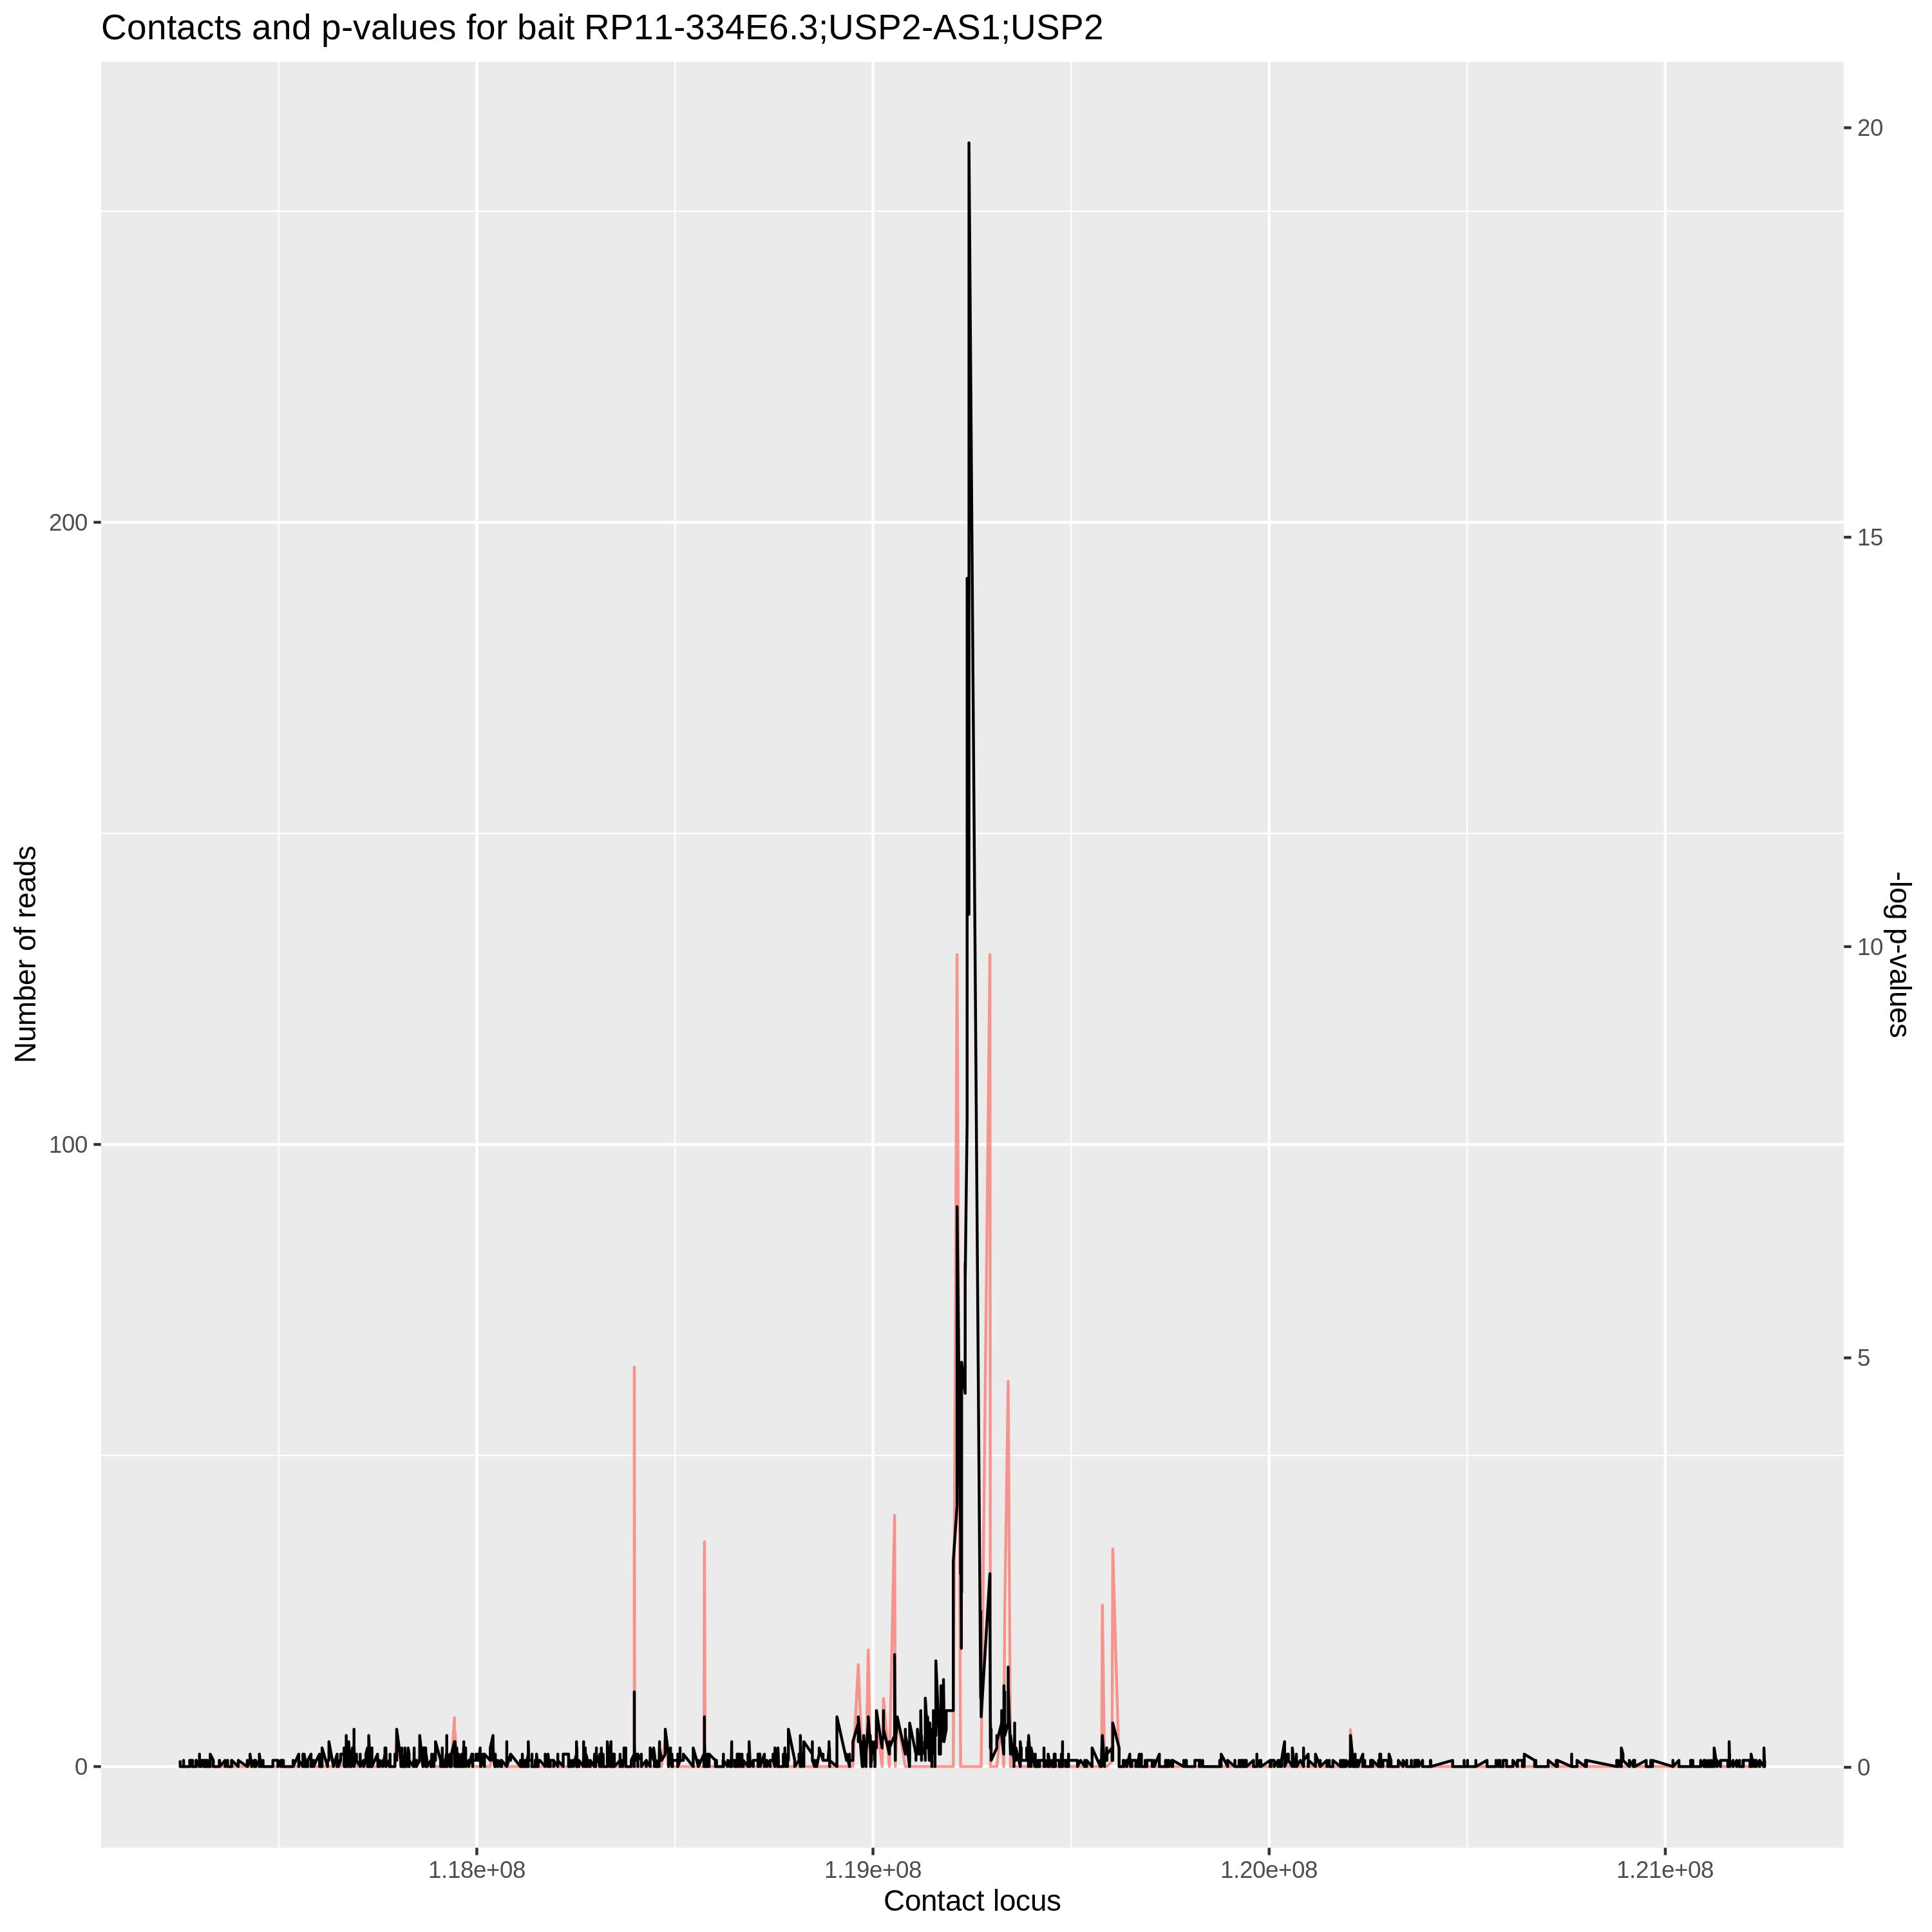 Contacts and p-values for bait RP11-334E6.3;USP2-AS1;USP2
Number of reads
200
100
0
20
15
10
5
0
-log p-values
1.18e+08
1.19e+08
1.20e+08
1.21e+08
Contact locus